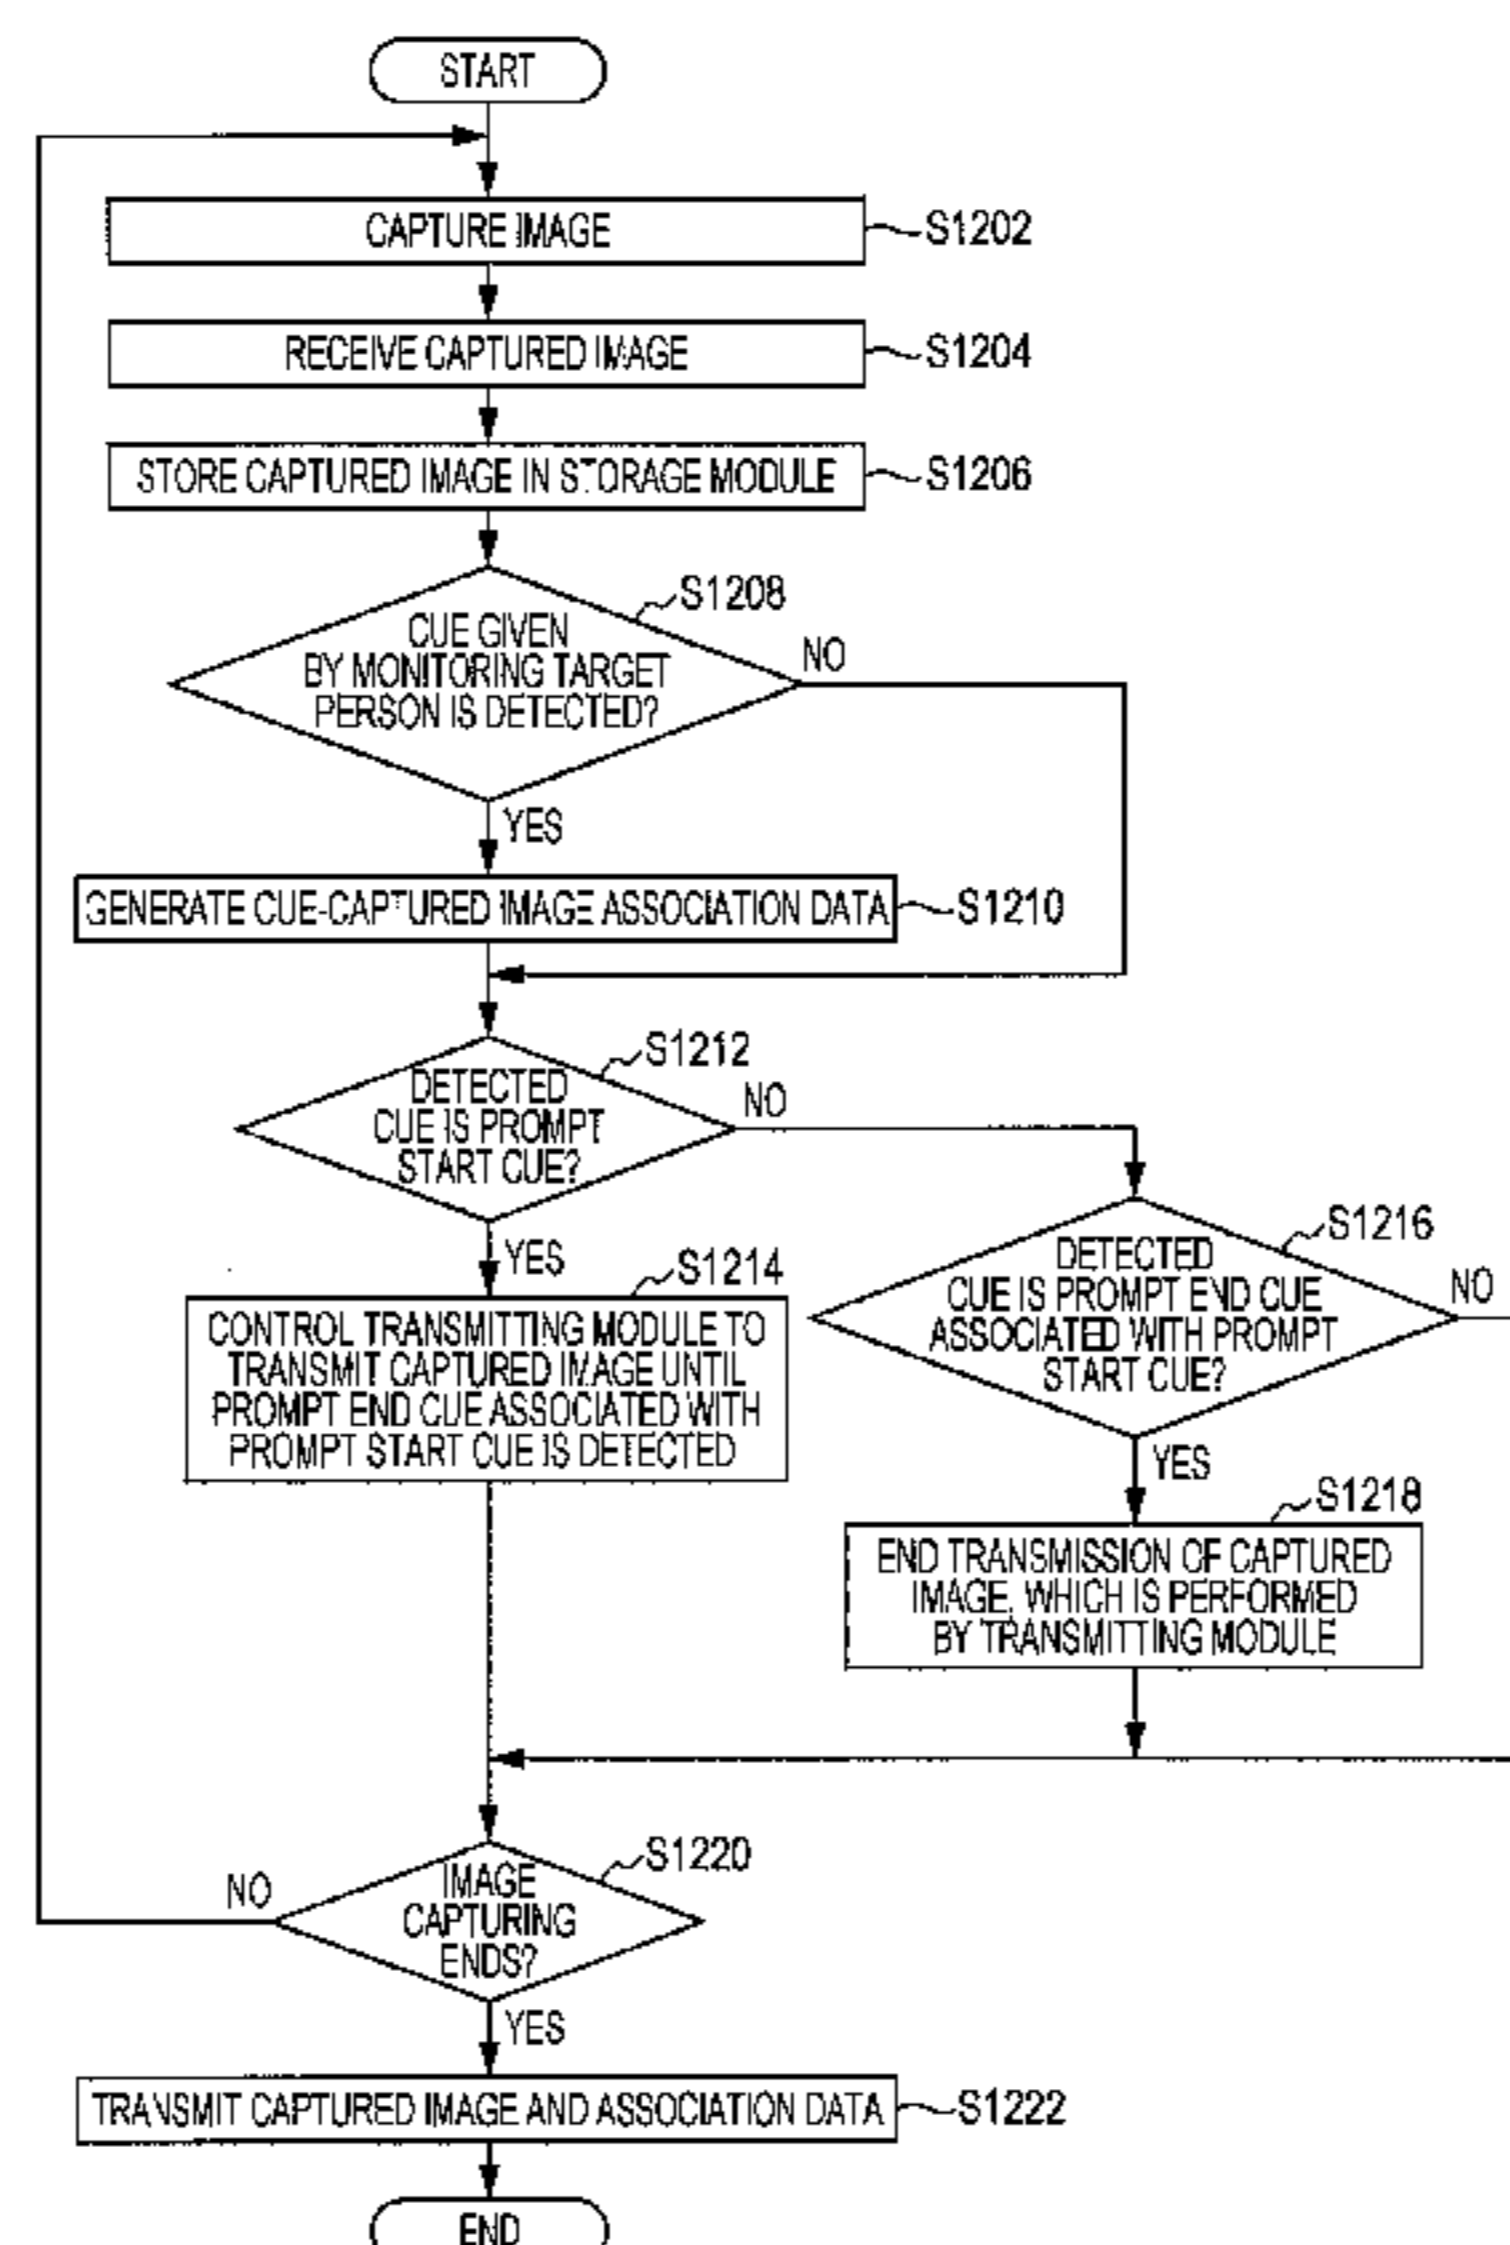 START
CAPTURE IMAGE
S1202
RECEIVE CAPTURED IMAGE
S1204
STORE CAPTURED IMAGE IN STORAGE MODULE
S1206
S1208
CUE GIVEN
BY MONITORING TARGET
PERSON IS DETECTED?
NO
YES
GENERATE CUE-CAPTURED IMAGE ASSOCIATION DATA
S1210
S1212
DETECTED
CUE IS PROMPT
START CUE?
NO
YES
S1214
CONTROL TRANSMITTING MODULE TO
TRANSMIT CAPTURED IMAGE UNTIL
PROMPT END CUE ASSOCIATED WITH
PROMPT START CUE IS DETECTED
S1216
DETECTED
CUE IS PROMPT END CUE
ASSOCIATED WITH PROMPT
START CUE?
NO
YES
S1218
END TRANSMISSION OF CAPTURED
IMAGE, WHICH IS PERFORMED
BY TRANSMITTING MODULE
S1220
IMAGE
CAPTURING
ENDS?
NO
YES
TRANSMIT CAPTURED IMAGE AND ASSOCIATION DATA
S1222
END